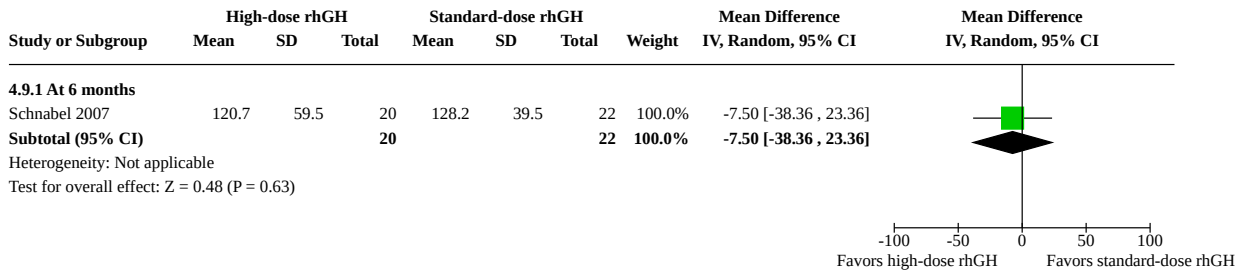 High-dose rhGH Standard-dose rhGH Mean Difference Mean Difference
Study or Subgroup Mean SD Total Mean SD Total Weight IV, Random, 95% CI IV, Random, 95% CI
4.9.1 At 6 months
Schnabel 2007 120.7 59.5 20 128.2 39.5 22 100.0% -7.50 [-38.36 , 23.36]
Subtotal (95% CI) 20 22 100.0% -7.50 [-38.36 , 23.36]
Heterogeneity: Not applicable
Test for overall effect: Z = 0.48 (P = 0.63)
-100 -50 0 50 100
Favors high-dose rhGH Favors standard-dose rhGH